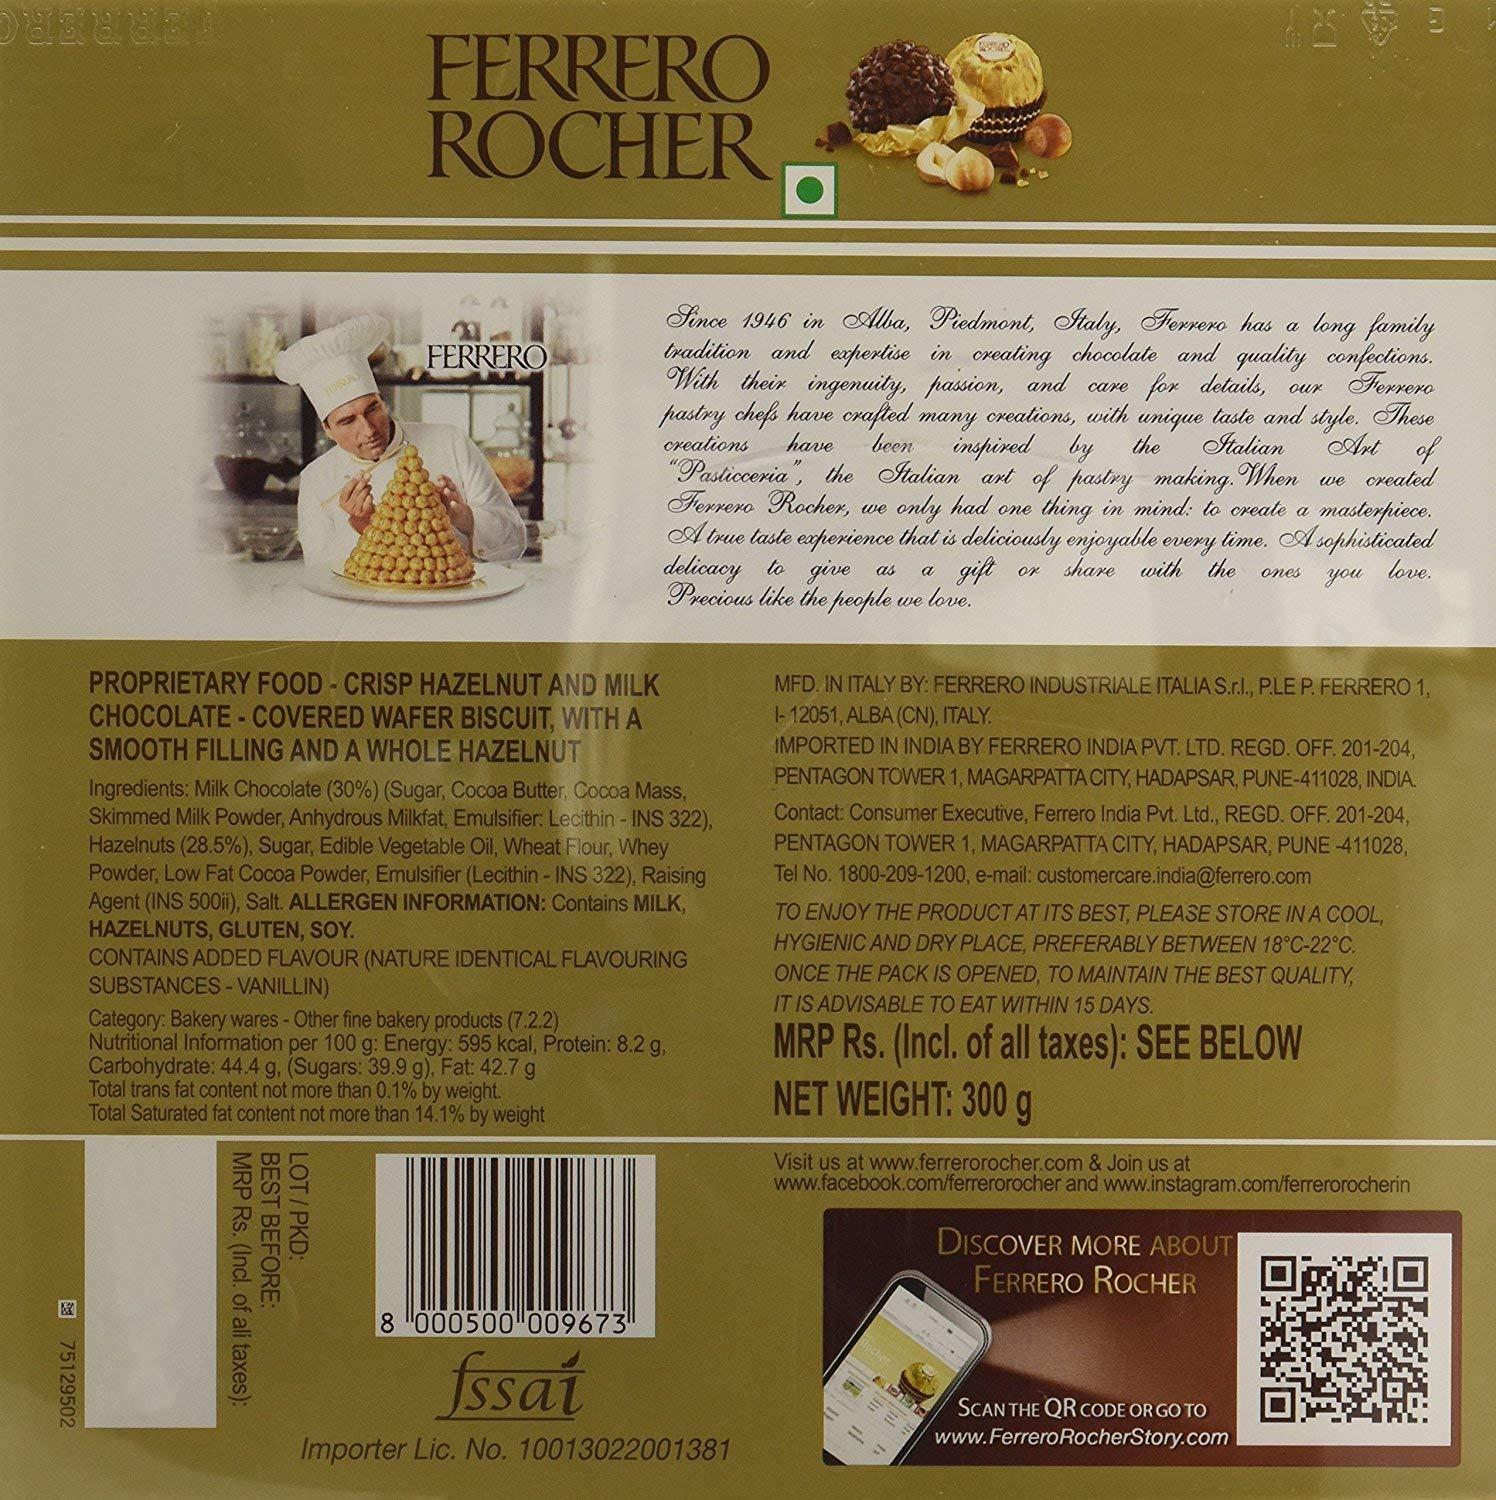 FERRERO
ROCHER
FERRERO
Since 1946 in Alba, Piedmont, Italy, Ferrero has a long family
tradition and expertise in creating chocolate and quality confections.
With their ingenuity, passion, and care for details, our Ferrero
pastry chefs have crafted many creations, with unique taste and style. These
creations have been inspired by the Italian Art of
"Pasticceria", the Italian art of pastry making. When we created
Ferrero Rocher, we only had one thing in mind: to create a masterpiece.
A true taste experience that is deliciously enjoyable every time. A sophisticated
delicacy to give as a gift or share with the ones you love.
Precious like the people we love.
PROPRIETARY FOOD - CRISP HAZELNUT AND MILK
CHOCOLATE - COVERED WAFER BISCUIT, WITH A
SMOOTH FILLING AND A WHOLE HAZELNUT
Ingredients: Milk Chocolate (30%) (Sugar, Cocoa Butter, Cocoa Mass,
Skimmed Milk Powder, Anhydrous Milkfat, Emulsifier: Lecithin - INS 322),
Hazelnuts (28.5%), Sugar, Edible Vegetable Oil, Wheat Flour, Whey
Powder, Low Fat Cocoa Powder, Emulsifier (Lecithin - INS 322), Raising
Agent (INS 500ii), Salt. ALLERGEN INFORMATION: Contains MILK,
HAZELNUTS, GLUTEN, SOY.
CONTAINS ADDED FLAVOUR (NATURE IDENTICAL FLAVOURING
SUBSTANCES - VANILLIN)
Category: Bakery wares - Other fine bakery products (7.2.2)
Nutritional Information per 100 g: Energy: 595 kcal, Protein: 8.2 g,
Carbohydrate: 44.4 g, (Sugars: 39.9 g), Fat: 42.7 g
Total trans fat content not more than 0.1% by weight.
Total Saturated fat content not more than 14.1% by weight
MFD. IN ITALY BY: FERRERO INDUSTRIALE ITALIA S.r.l., P.LE P. FERRERO 1,
I- 12051, ALBA (CN), ITALY.
IMPORTED IN INDIA BY FERRERO INDIA PVT. LTD. REGD. OFF. 201-204,
PENTAGON TOWER 1, MAGARPATTA CITY, HADAPSAR, PUNE-411028, INDIA.
Contact: Consumer Executive, Ferrero India Pvt. Ltd., REGD. OFF. 201-204,
PENTAGON TOWER 1, MAGARPATTA CITY, HADAPSAR, PUNE -411028,
Tel No. 1800-209-1200, e-mail: customercare.india@ferrero.com
TO ENJOY THE PRODUCT AT ITS BEST, PLEASE STORE IN A COOL,
HYGIENIC AND DRY PLACE, PREFERABLY BETWEEN 18°C-22°C.
ONCE THE PACK IS OPENED, TO MAINTAIN THE BEST QUALITY,
IT IS ADVISABLE TO EAT WITHIN 15 DAYS.
MRP Rs. (Incl. of all taxes): SEE BELOW
NET WEIGHT: 300 g
LOT / PKD:
BEST BEFORE:
MRP Rs. (Incl. of all taxes):
75129502
8 000500 009673
fssai
Importer Lic. No. 10013022001381
Visit us at www.ferrerorocher.com & Join us at
www.facebook.com/ferrerorocher and www.instagram.com/ferrerorocherin
DISCOVER MORE ABOUT
FERRERO ROCHER
SCAN THE QR CODE OR GO TO
www.FerreroRocherStory.com